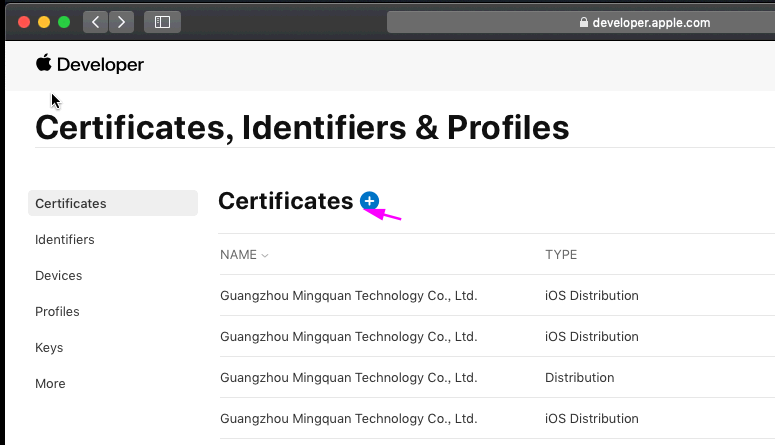 developer.apple.com
Developer
Certificates, Identifiers & Profiles
Certificates
Identifiers
Devices
Profiles
Keys
More
Certificates
NAME TYPE
Guangzhou Mingquan Technology Co., Ltd. iOS Distribution
Guangzhou Mingquan Technology Co., Ltd. iOS Distribution
Guangzhou Mingquan Technology Co., Ltd. Distribution
Guangzhou Mingquan Technology Co., Ltd. iOS Distribution